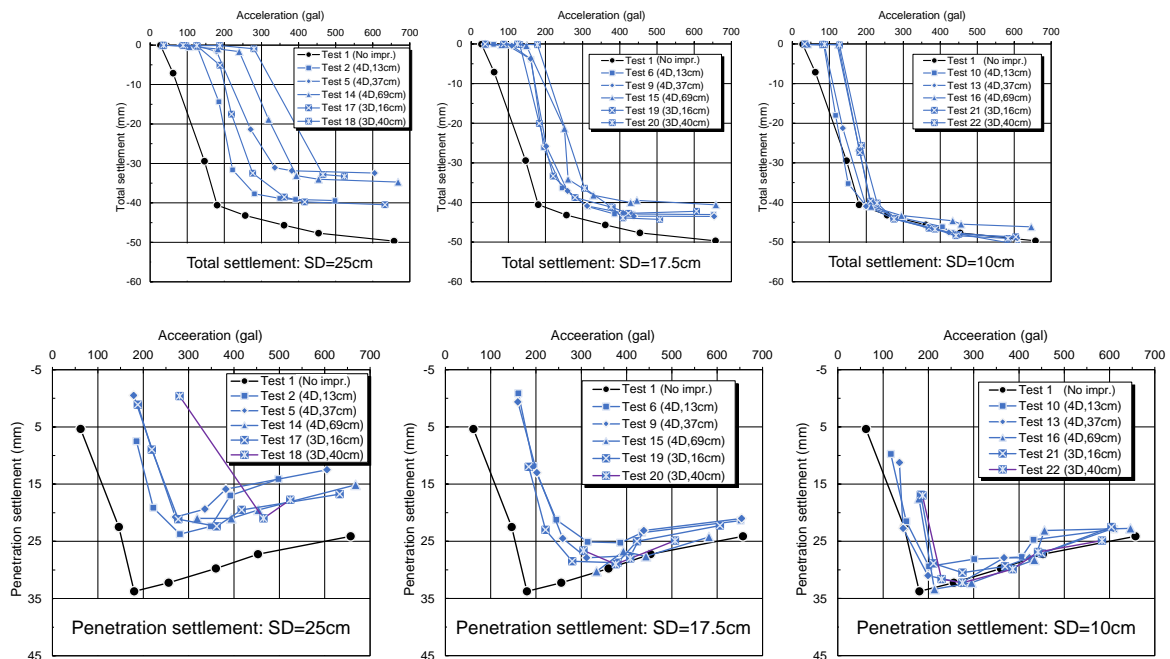 Acceleration (gal)
0 100 200 300 400 500 600 700
0
-10
-20
-30
-40
-50
-60
Total settlement (mm)
Test 1 (No impr.)
Test 2 (4D,13cm)
Test 5 (4D,37cm)
Test 14 (4D,69cm)
Test 17 (3D,16cm)
Test 18 (3D,40cm)
Total settlement: SD=25cm
Acceleration (gal)
0 100 200 300 400 500 600 700
0
-10
-20
-30
-40
-50
-60
Total settlement (mm)
Test 1 (No impr.)
Test 6 (4D,13cm)
Test 9 (4D,37cm)
Test 15 (4D,69cm)
Test 19 (3D,16cm)
Test 20 (3D,40cm)
Total settlement: SD=17.5cm
Acceleration (gal)
0 100 200 300 400 500 600 700
0
-10
-20
-30
-40
-50
-60
Total settlement (mm)
Test 1 (No impr.)
Test 10 (4D,13cm)
Test 13 (4D,37cm)
Test 16 (4D,69cm)
Test 21 (3D,16cm)
Test 22 (3D,40cm)
Total settlement: SD=10cm
Acceeration (gal)
0 100 200 300 400 500 600 700
-5
5
15
25
35
45
Penetration settlement (mm)
Test 1 (No impr.)
Test 2 (4D,13cm)
Test 5 (4D,37cm)
Test 14 (4D,69cm)
Test 17 (3D,16cm)
Test 18 (3D,40cm)
Penetration settlement: SD=25cm
Acceeration (gal)
0 100 200 300 400 500 600 700
-5
5
15
25
35
45
Penetration settlement (mm)
Test 1 (No impr.)
Test 6 (4D,13cm)
Test 9 (4D,37cm)
Test 15 (4D,69cm)
Test 19 (3D,16cm)
Test 20 (3D,40cm)
Penetration settlement: SD=17.5cm
Acceeration (gal)
0 100 200 300 400 500 600 700
-5
5
15
25
35
45
Penetration settlement (mm)
Test 1 (No impr.)
Test 10 (4D,13cm)
Test 13 (4D,37cm)
Test 16 (4D,69cm)
Test 21 (3D,16cm)
Test 22 (3D,40cm)
Penetration settlement: SD=10cm